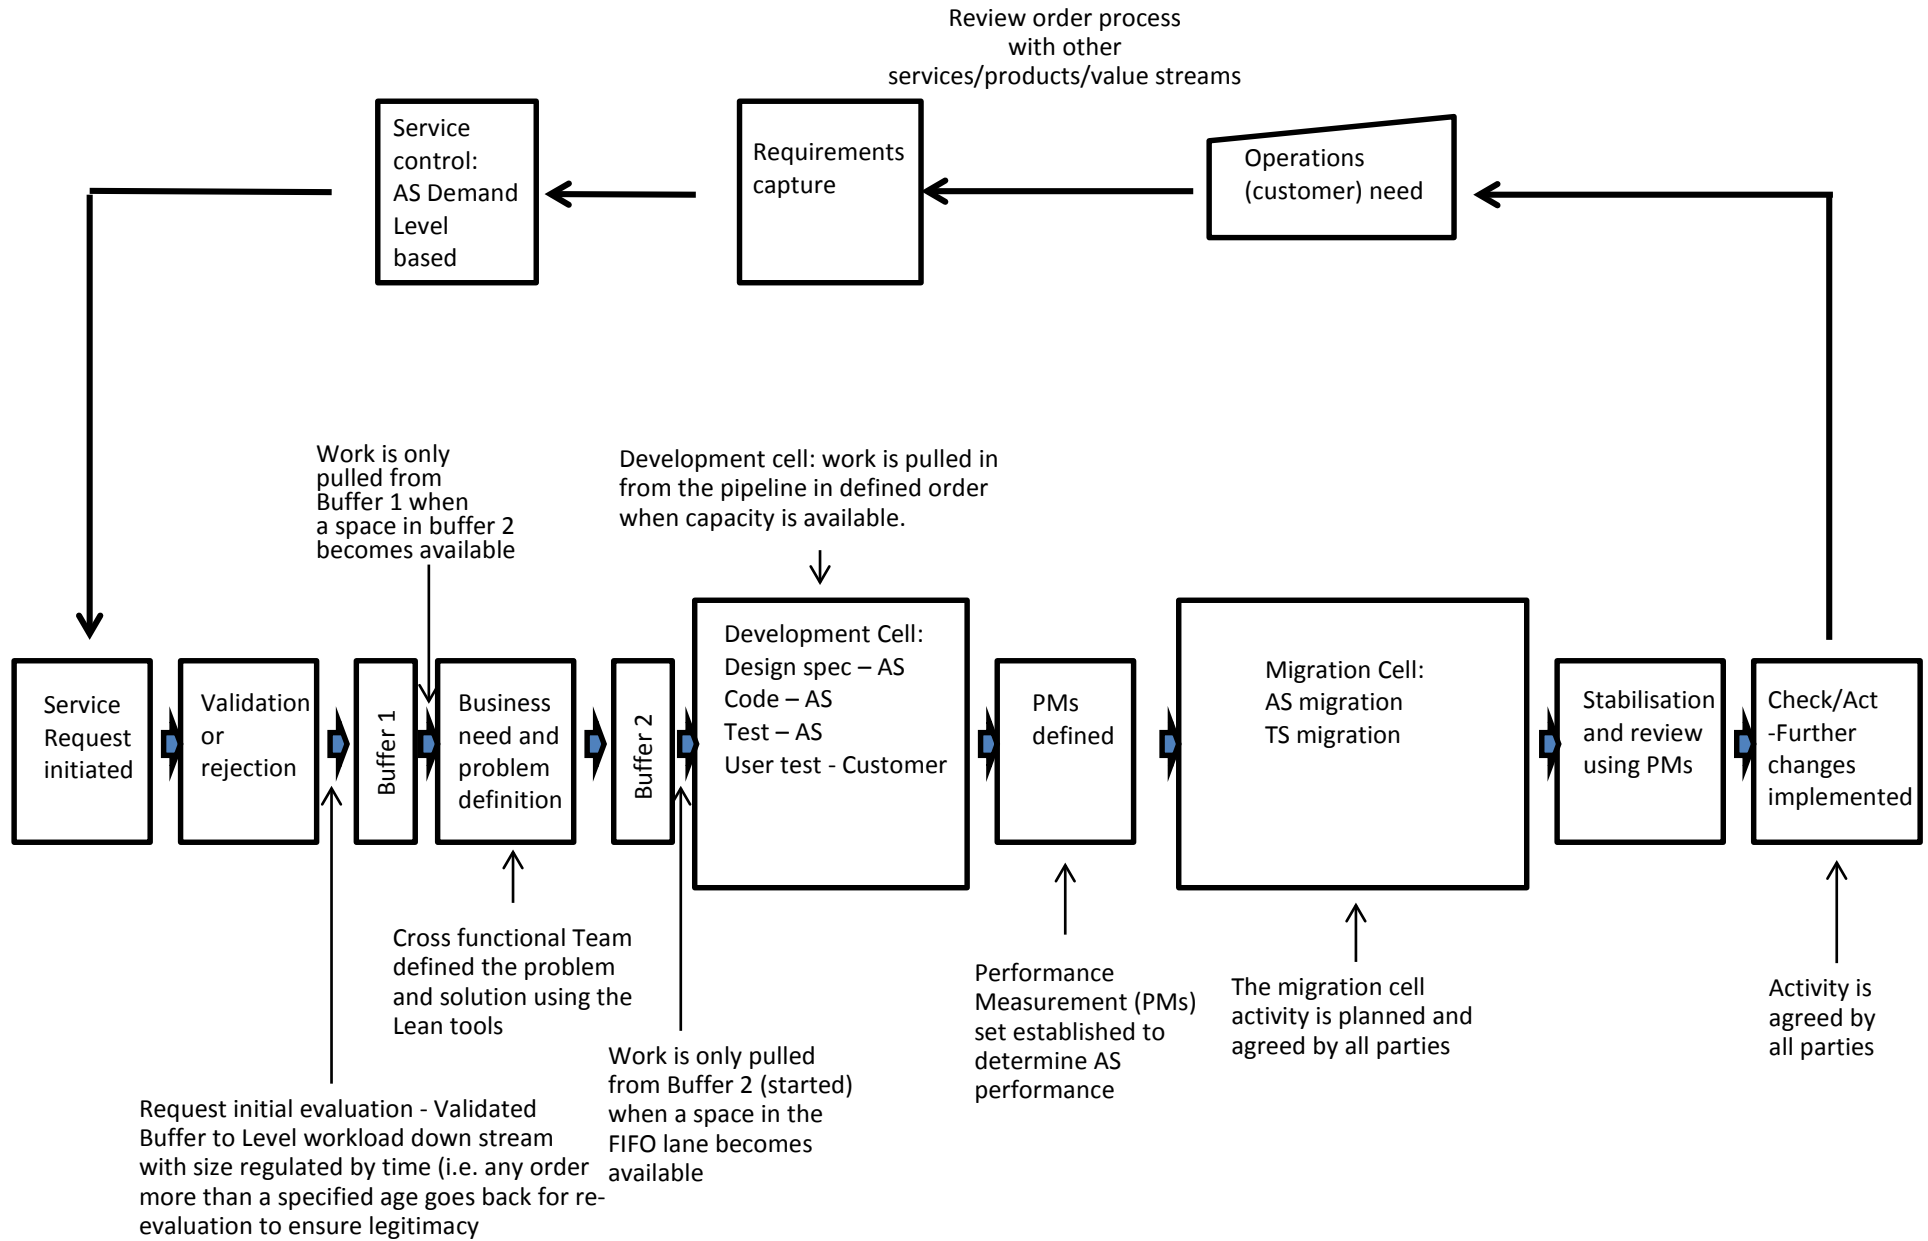 Review order process
with other
services/products/value streams
Service
control:
AS Demand
Level
based
Requirements
capture
Operations
(customer) need
Work is only
pulled from
Buffer 1 when
a space in buffer 2
becomes available
Development cell: work is pulled in
from the pipeline in defined order
when capacity is available.
Service
Request
initiated
Validation
or
rejection
Buffer 1
Business
need and
problem
definition
Buffer 2
Development Cell:
Design spec – AS
Code – AS
Test – AS
User test - Customer
PMs
defined
Migration Cell:
AS migration
TS migration
Stabilisation
and review
using PMs
Check/Act
-Further
changes
implemented
Cross functional Team
defined the problem
and solution using the
Lean tools
Work is only pulled
from Buffer 2 (started)
when a space in the
FIFO lane becomes
available
Performance
Measurement (PMs)
set established to
determine AS
performance
The migration cell
activity is planned and
agreed by all parties
Activity is
agreed by
all parties
Request initial evaluation - Validated
Buffer to Level workload down stream
with size regulated by time (i.e. any order
more than a specified age goes back for re-
evaluation to ensure legitimacy